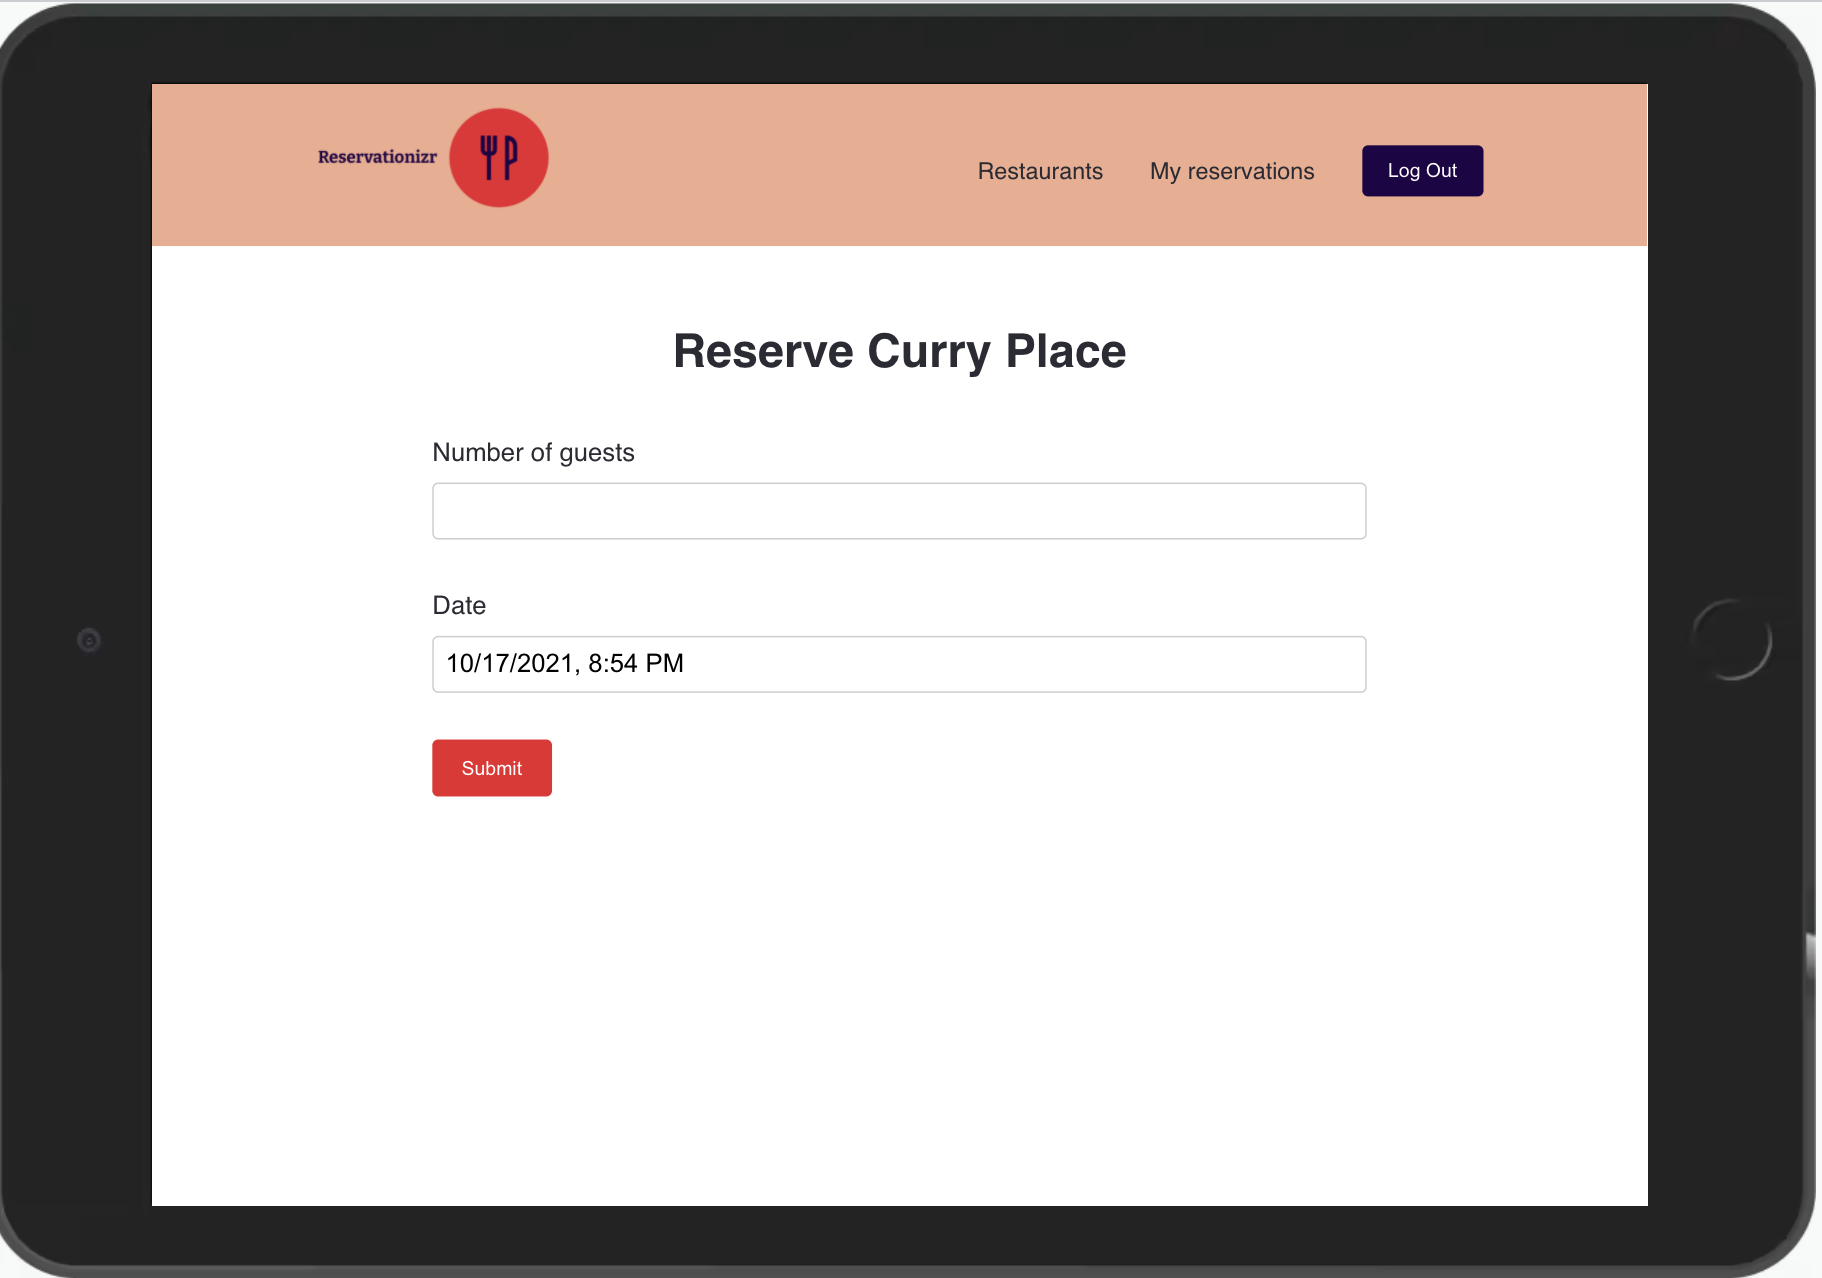 Reservationizr
Restaurants
My reservations
Log Out
Reserve Curry Place
Number of guests
Date
10/17/2021, 8:54 PM
Submit